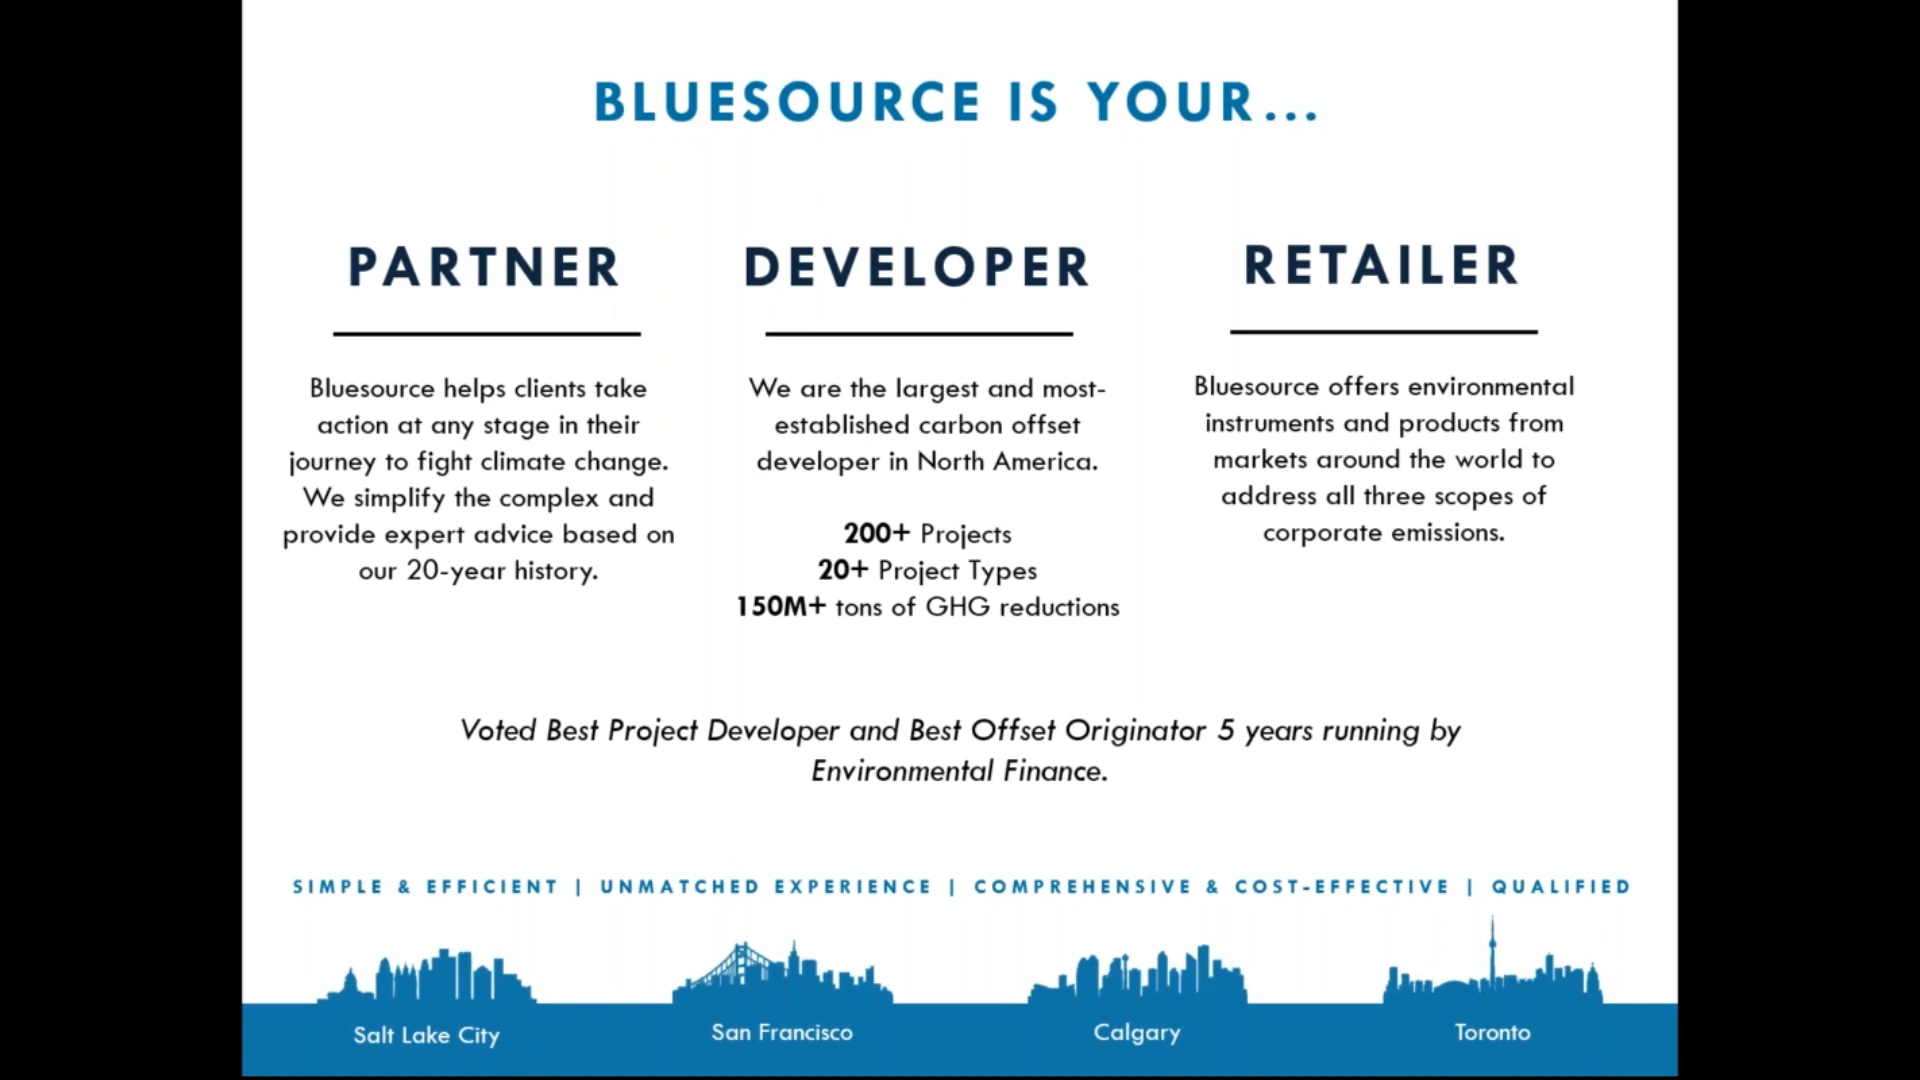 BLUESOURCE IS YOUR...
PARTNER
Bluesource helps clients take
action at any stage in their
journey to fight climate change.
We simplify the complex and
provide expert advice based on
our 20-year history.
DEVELOPER
We are the largest and most-
established carbon offset
developer in North America.
200+ Projects
20+ Project Types
150M+ tons of GHG reductions
RETAILER
Bluesource offers environmental
instruments and products from
markets around the world to
address all three scopes of
corporate emissions.
Voted Best Project Developer and Best Offset Originator 5 years running by
Environmental Finance.
SIMPLE & EFFICIENT | UNMATCHED EXPERIENCE | COMPREHENSIVE & COST-EFFECTIVE | QUALIFIED
Salt Lake City
San Francisco
Calgary
Toronto